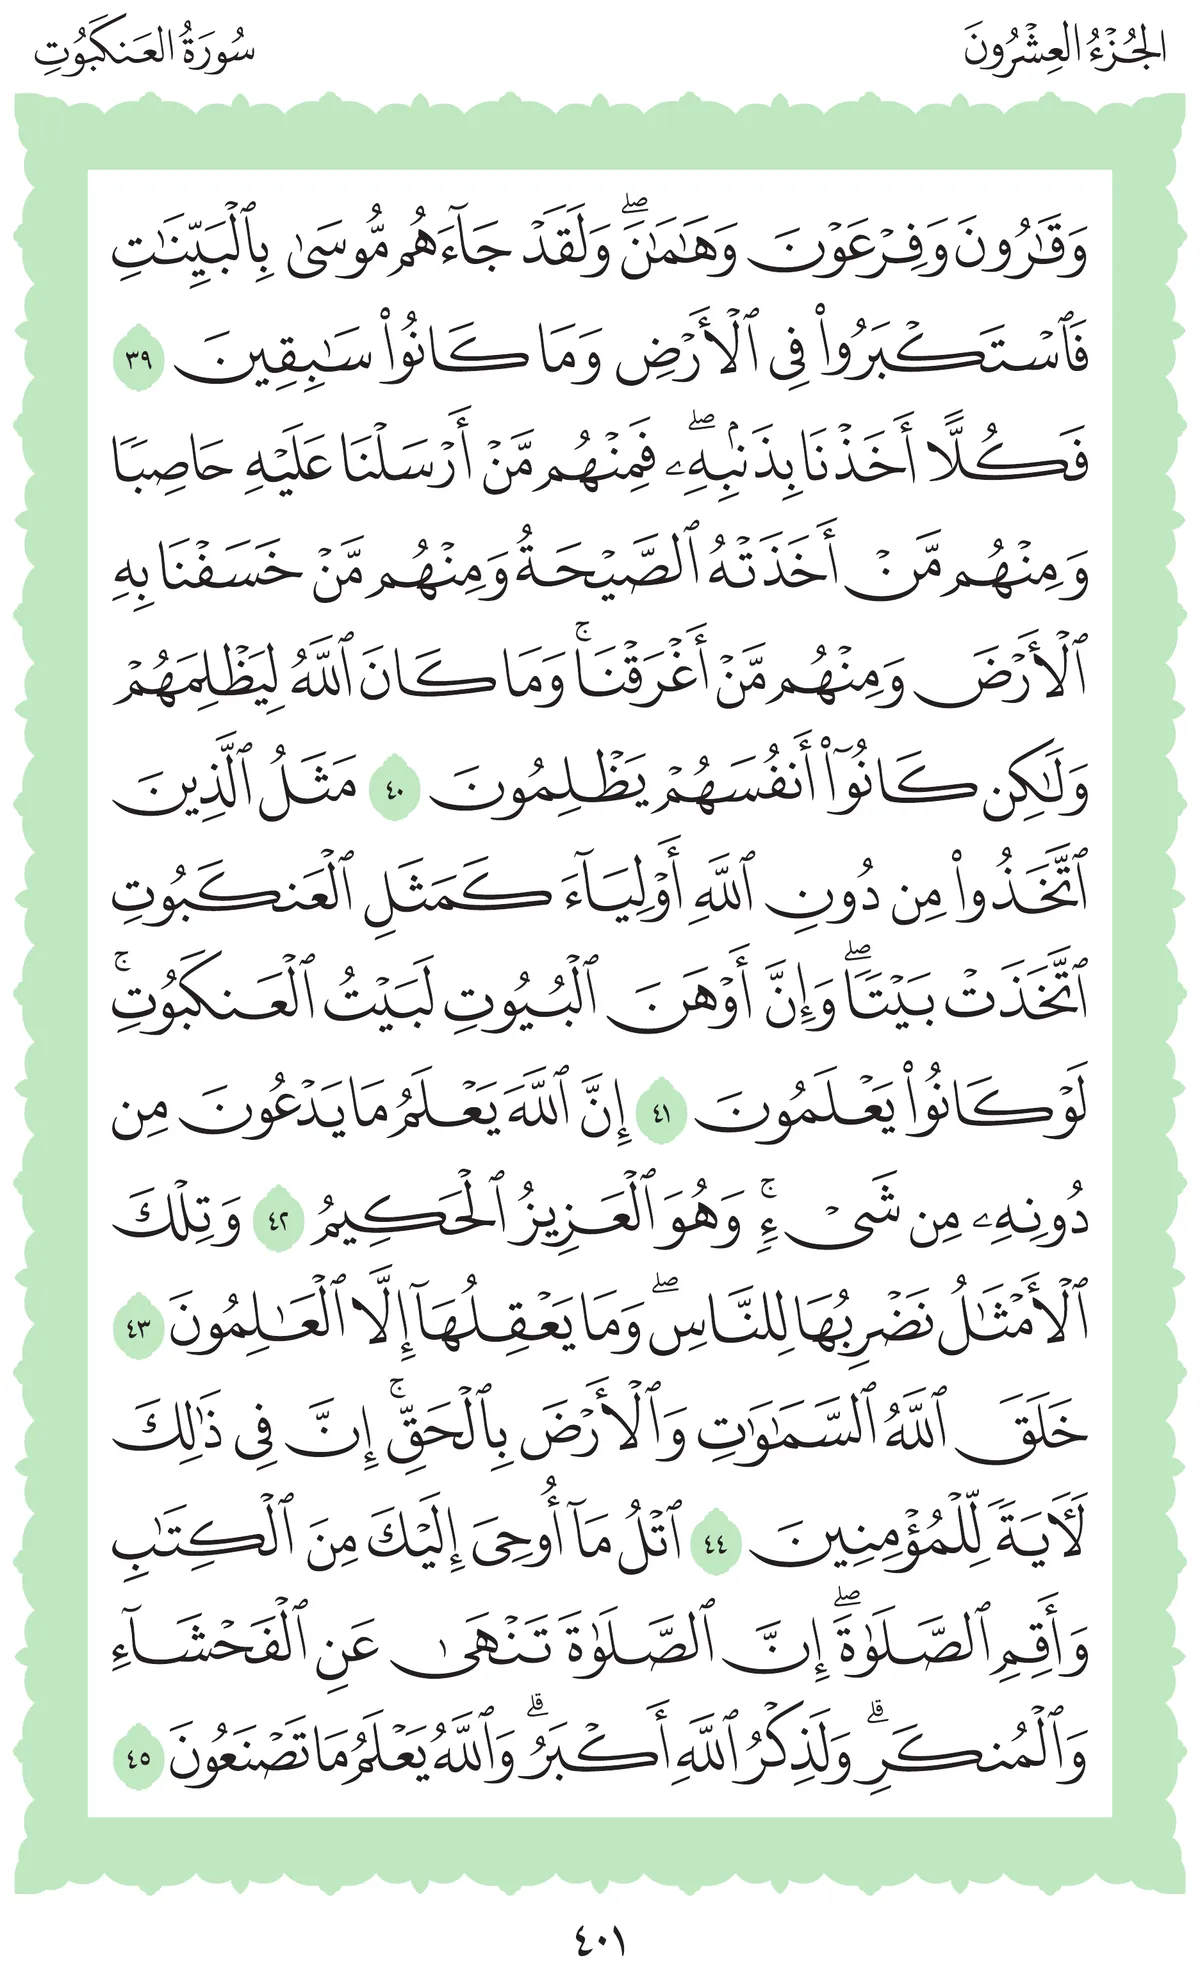 الجُزْءُ العِشْرُونَ
سُورَةُ العَنكَبُوتِ
وَقَٰرُونَ وَفِرْعَوْنَ وَهَٰمَٰنَۖ وَلَقَدْ جَآءَهُم مُّوسَىٰ بِٱلْبَيِّنَٰتِ
فَٱسْتَكْبَرُوا۟ فِى ٱلْأَرْضِ وَمَا كَانُوا۟ سَٰبِقِينَ ٣٩
فَكُلًّا أَخَذْنَا بِذَنۢبِهِۦۖ فَمِنْهُم مَّنْ أَرْسَلْنَا عَلَيْهِ حَاصِبًا
وَمِنْهُم مَّنْ أَخَذَتْهُ ٱلصَّيْحَةُ وَمِنْهُم مَّنْ خَسَفْنَا بِهِ
ٱلْأَرْضَ وَمِنْهُم مَّنْ أَغْرَقْنَاۚ وَمَا كَانَ ٱللَّهُ لِيَظْلِمَهُمْ
وَلَٰكِن كَانُوٓا۟ أَنفُسَهُمْ يَظْلِمُونَ ٤٠ مَثَلُ ٱلَّذِينَ
ٱتَّخَذُوا۟ مِن دُونِ ٱللَّهِ أَوْلِيَآءَ كَمَثَلِ ٱلْعَنكَبُوتِ
ٱتَّخَذَتْ بَيْتًاۖ وَإِنَّ أَوْهَنَ ٱلْبُيُوتِ لَبَيْتُ ٱلْعَنكَبُوتِۚ
لَوْ كَانُوا۟ يَعْلَمُونَ ٤١ إِنَّ ٱللَّهَ يَعْلَمُ مَا يَدْعُونَ مِن
دُونِهِۦ مِن شَىْءٍۚ وَهُوَ ٱلْعَزِيزُ ٱلْحَكِيمُ ٤٢ وَتِلْكَ
ٱلْأَمْثَٰلُ نَضْرِبُهَا لِلنَّاسِۖ وَمَا يَعْقِلُهَآ إِلَّا ٱلْعَٰلِمُونَ ٤٣
خَلَقَ ٱللَّهُ ٱلسَّمَٰوَٰتِ وَٱلْأَرْضَ بِٱلْحَقِّۚ إِنَّ فِى ذَٰلِكَ
لَءَايَةً لِّلْمُؤْمِنِينَ ٤٤ ٱتْلُ مَآ أُوحِىَ إِلَيْكَ مِنَ ٱلْكِتَٰبِ
وَأَقِمِ ٱلصَّلَوٰةَۖ إِنَّ ٱلصَّلَوٰةَ تَنْهَىٰ عَنِ ٱلْفَحْشَآءِ
وَٱلْمُنكَرِۗ وَلَذِكْرُ ٱللَّهِ أَكْبَرُۗ وَٱللَّهُ يَعْلَمُ مَا تَصْنَعُونَ ٤٥
٤٠١